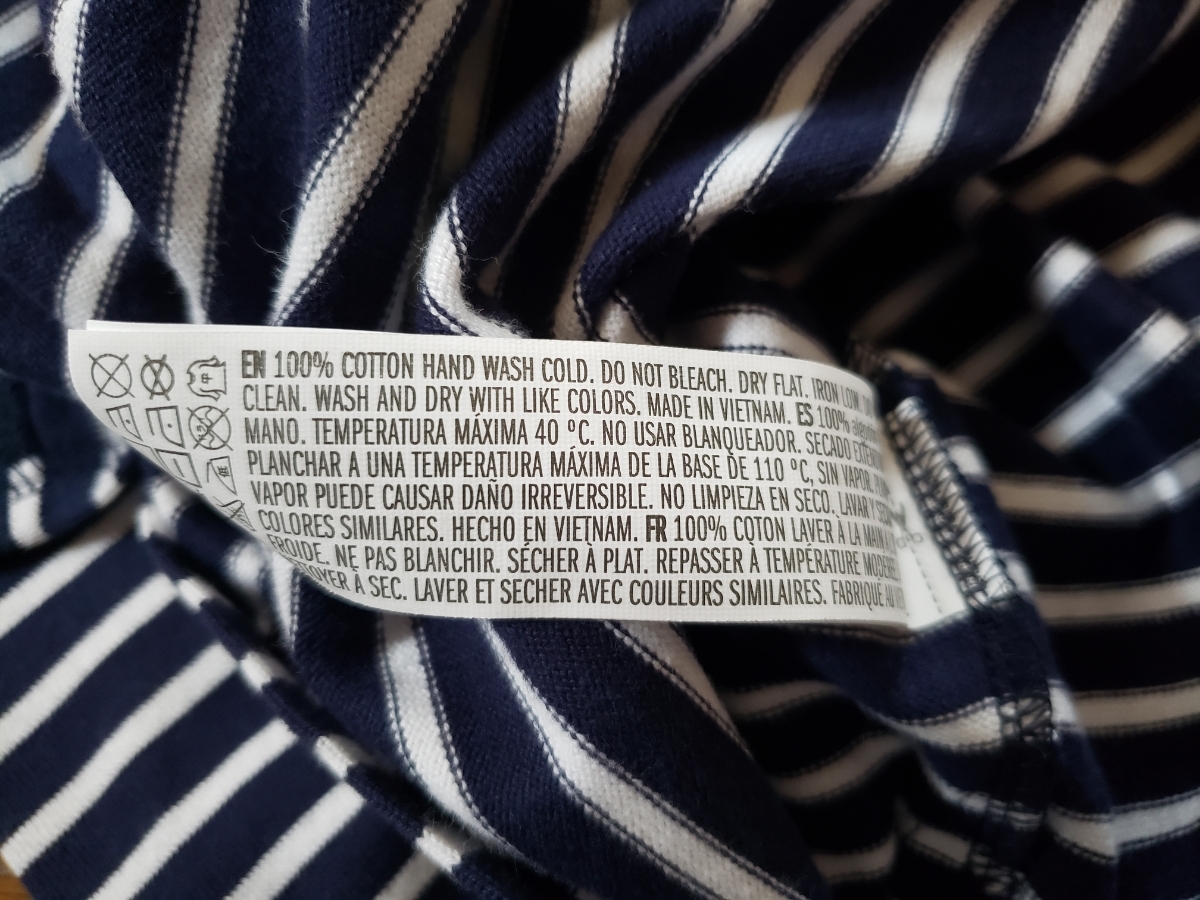 EN 100% COTTON HAND WASH COLD. DO NOT BLEACH. DRY FLAT. IRON LOW.
CLEAN. WASH AND DRY WITH LIKE COLORS. MADE IN VIETNAM. ES 100%
MANO. TEMPERATURA MÁXIMA 40 ºC. NO USAR BLANQUEADOR. SECADO
PLANCHAR A UNA TEMPERATURA MÁXIMA DE LA BASE DE 110 ºC, SIN VAPOR.
VAPOR PUEDE CAUSAR DAÑO IRREVERSIBLE. NO LIMPIEZA EN SECO. LAVAR Y
COLORES SIMILARES. HECHO EN VIETNAM. FR 100% COTON LAVER À LA MAIN
FROIDE. NE PAS BLANCHIR. SÉCHER À PLAT. REPASSER À TEMPÉRATURE
À SEC. LAVER ET SECHER AVEC COULEURS SIMILAIRES. FABRIQUE AU